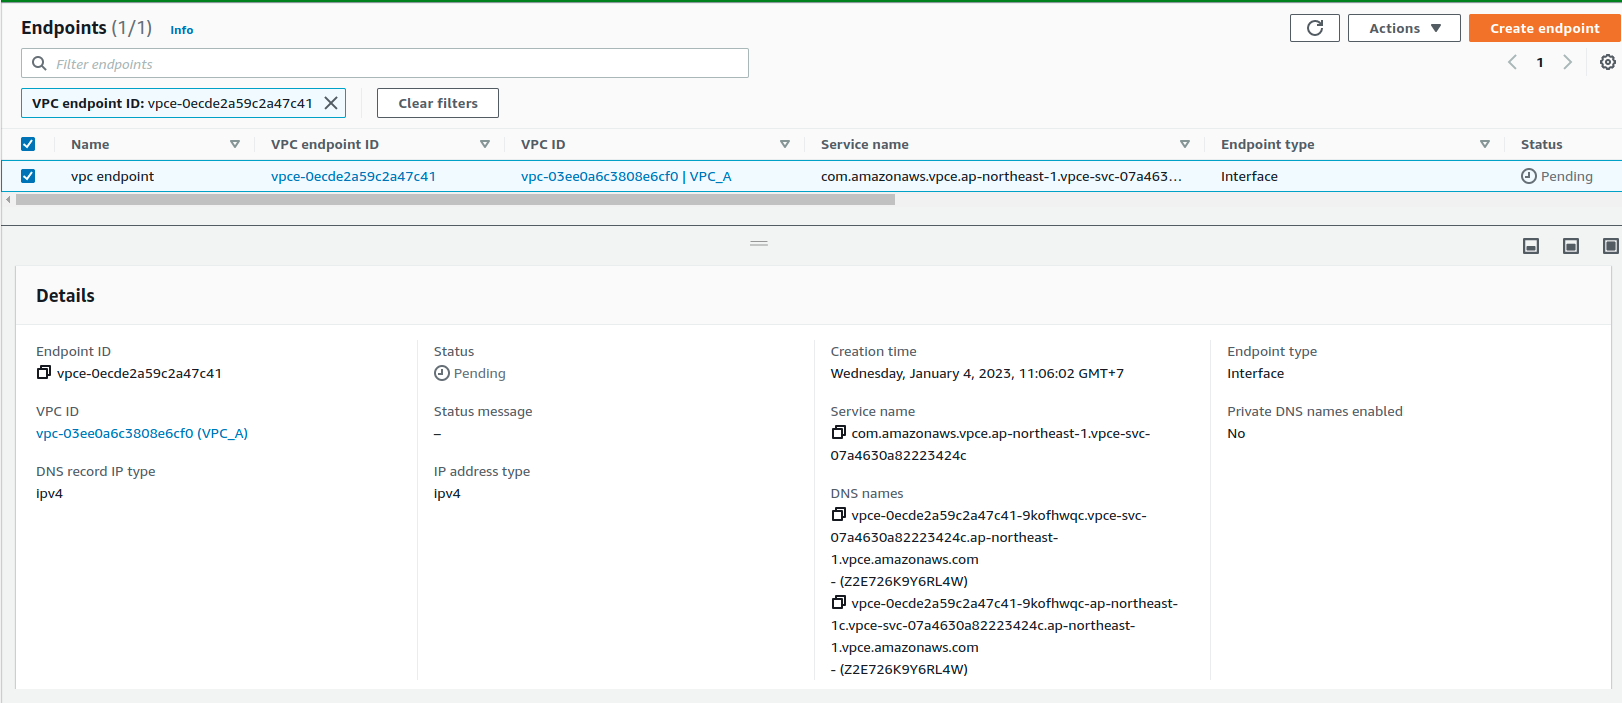 Endpoints (1/1) Info
Actions
Create endpoint
Filter endpoints
1
VPC endpoint ID: vpce-0ecde2a59c2a47c41
Clear filters
Name VPC endpoint ID VPC ID Service name Endpoint type Status
vpc endpoint vpce-0ecde2a59c2a47c41 vpc-03ee0a6c3808e6cf0 | VPC_A com.amazonaws.vpce.ap-northeast-1.vpce-svc-07a463... Interface Pending
Details
Endpoint ID
vpce-0ecde2a59c2a47c41
VPC ID
vpc-03ee0a6c3808e6cf0 (VPC_A)
DNS record IP type
ipv4
Status
Pending
Status message
–
IP address type
ipv4
Creation time
Wednesday, January 4, 2023, 11:06:02 GMT+7
Service name
com.amazonaws.vpce.ap-northeast-1.vpce-svc-
07a4630a82223424c
DNS names
vpce-0ecde2a59c2a47c41-9kofhwqc.vpce-svc-
07a4630a82223424c.ap-northeast-
1.vpce.amazonaws.com
- (Z2E726K9Y6RL4W)
vpce-0ecde2a59c2a47c41-9kofhwqc-ap-northeast-
1c.vpce-svc-07a4630a82223424c.ap-northeast-
1.vpce.amazonaws.com
- (Z2E726K9Y6RL4W)
Endpoint type
Interface
Private DNS names enabled
No